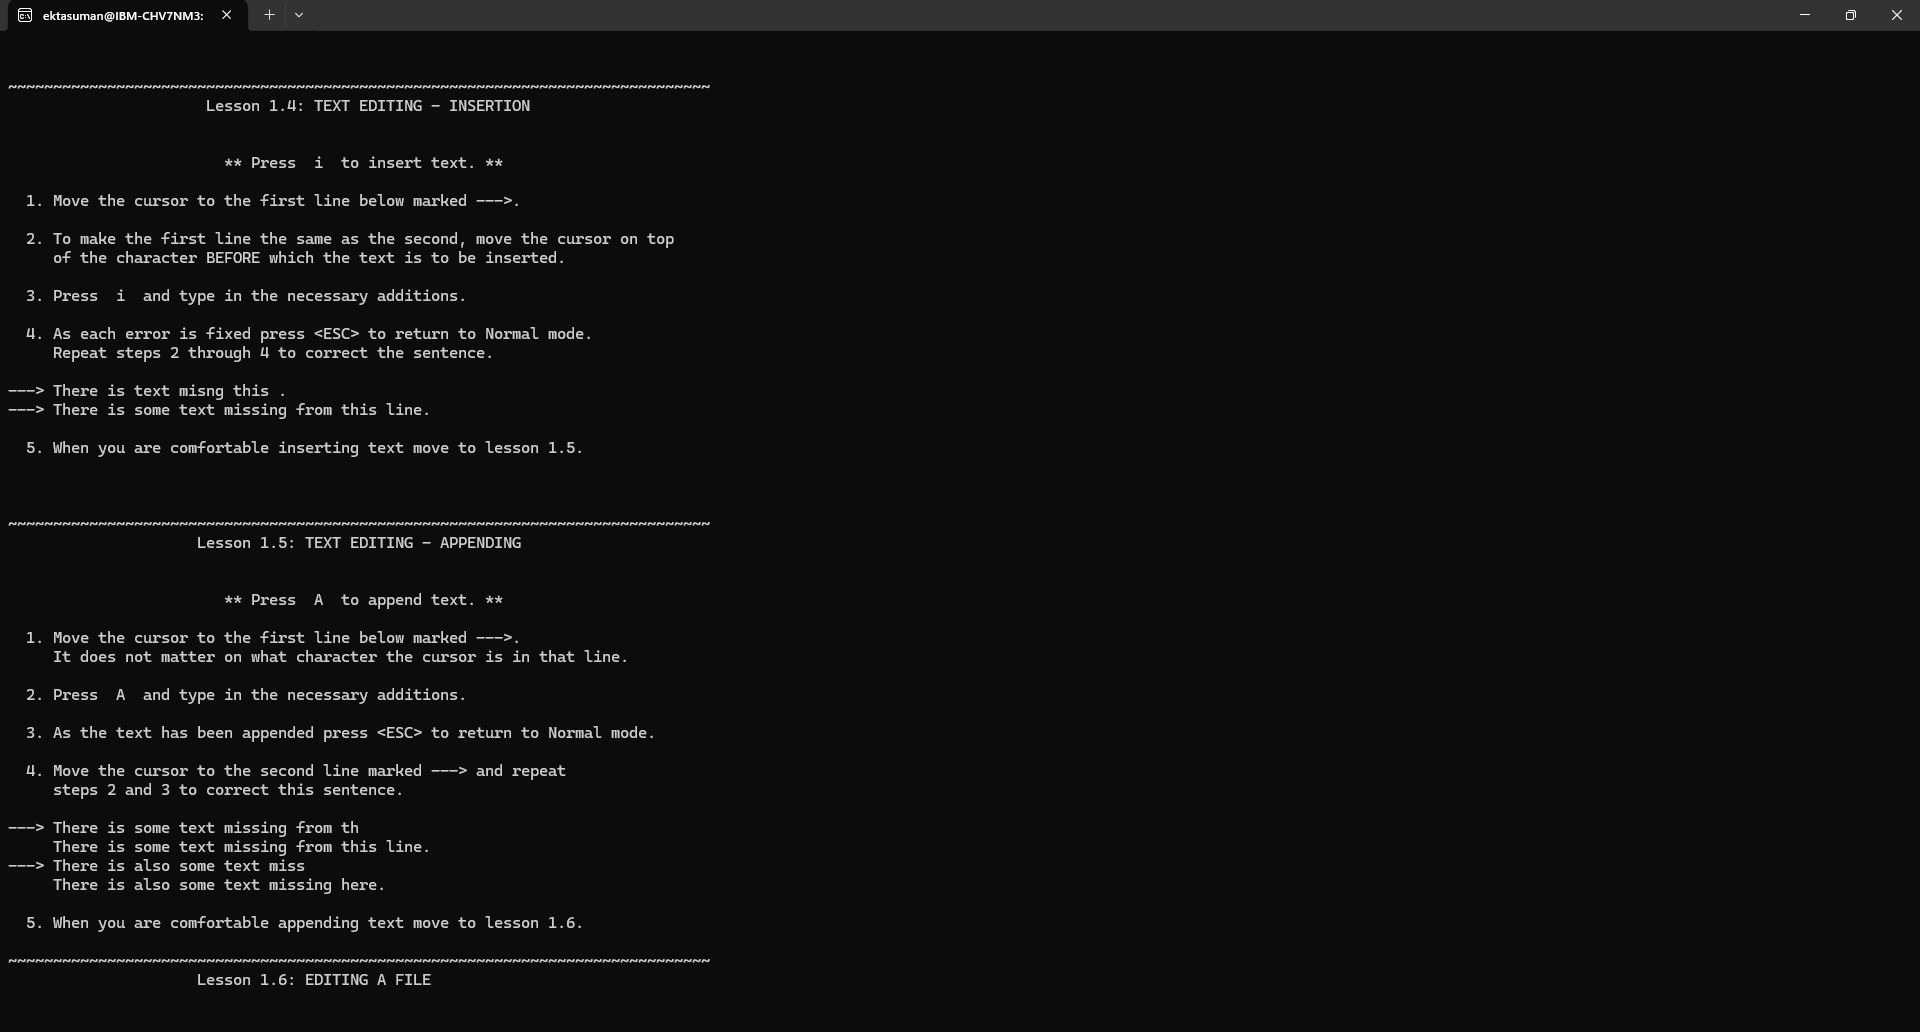 ektasuman@IBM-CHV7NM3:
~~~~~~~~~~~~~~~~~~~~~~~~~~~~~~~~~~~~~~~~~~~~~~~~~~~~~~~~~~~~~~~~~~~~~~~~~~~~~~
Lesson 1.4: TEXT EDITING - INSERTION
** Press  i  to insert text. **
1. Move the cursor to the first line below marked --->.
2. To make the first line the same as the second, move the cursor on top
of the character BEFORE which the text is to be inserted.
3. Press  i  and type in the necessary additions.
4. As each error is fixed press <ESC> to return to Normal mode.
Repeat steps 2 through 4 to correct the sentence.
---> There is text misng this .
---> There is some text missing from this line.
5. When you are comfortable inserting text move to lesson 1.5.
~~~~~~~~~~~~~~~~~~~~~~~~~~~~~~~~~~~~~~~~~~~~~~~~~~~~~~~~~~~~~~~~~~~~~~~~~~~~~~
Lesson 1.5: TEXT EDITING - APPENDING
** Press  A  to append text. **
1. Move the cursor to the first line below marked --->.
It does not matter on what character the cursor is in that line.
2. Press  A  and type in the necessary additions.
3. As the text has been appended press <ESC> to return to Normal mode.
4. Move the cursor to the second line marked ---> and repeat
steps 2 and 3 to correct this sentence.
---> There is some text missing from th
There is some text missing from this line.
---> There is also some text miss
There is also some text missing here.
5. When you are comfortable appending text move to lesson 1.6.
~~~~~~~~~~~~~~~~~~~~~~~~~~~~~~~~~~~~~~~~~~~~~~~~~~~~~~~~~~~~~~~~~~~~~~~~~~~~~~
Lesson 1.6: EDITING A FILE